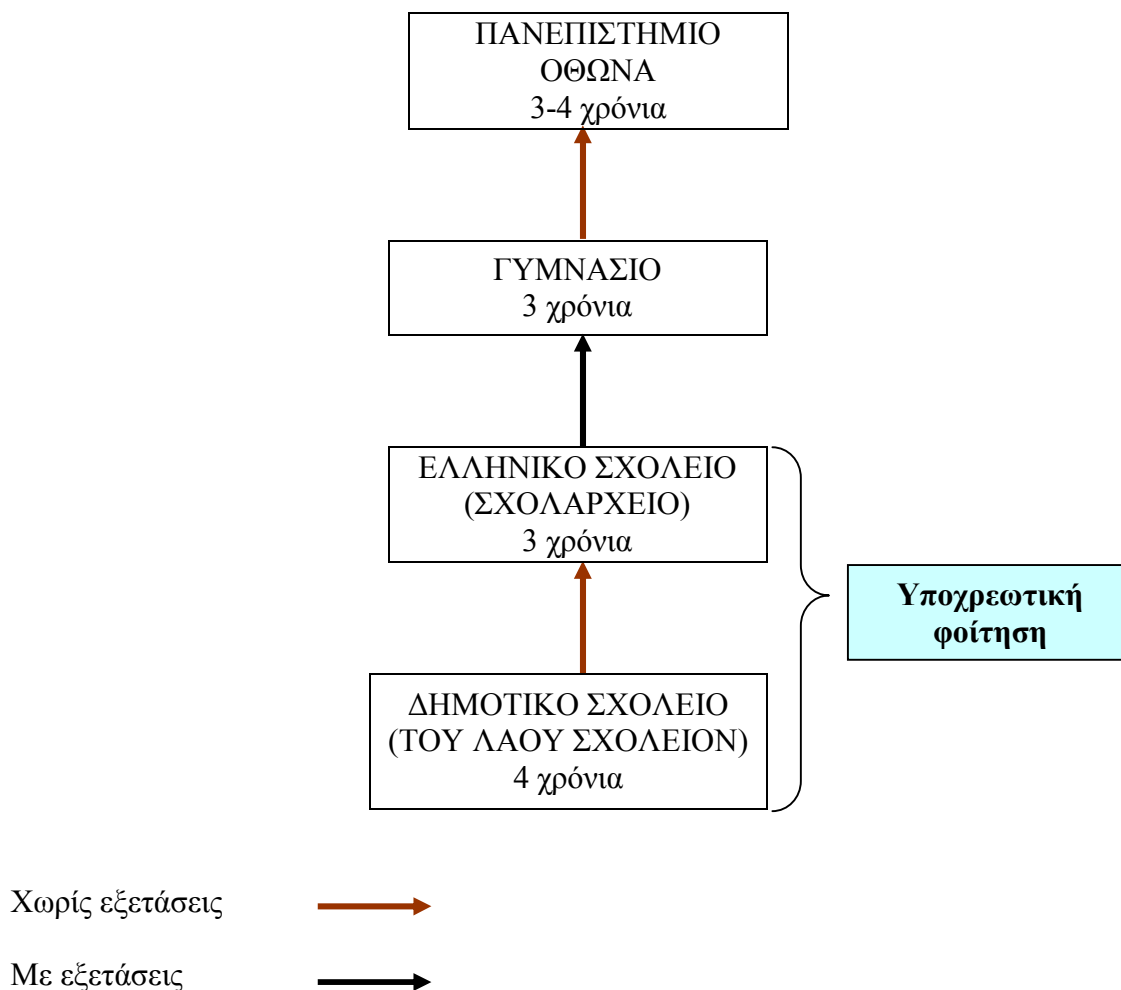 ΠΑΝΕΠΙΣΤΗΜΙΟ
ΟΘΩΝΑ
3-4 χρόνια
ΓΥΜΝΑΣΙΟ
3 χρόνια
ΕΛΛΗΝΙΚΟ ΣΧΟΛΕΙΟ
(ΣΧΟΛΑΡΧΕΙΟ)
3 χρόνια
Υποχρεωτική
φοίτηση
ΔΗΜΟΤΙΚΟ ΣΧΟΛΕΙΟ
(ΤΟΥ ΛΑΟΥ ΣΧΟΛΕΙΟΝ)
4 χρόνια
Χωρίς εξετάσεις
Με εξετάσεις